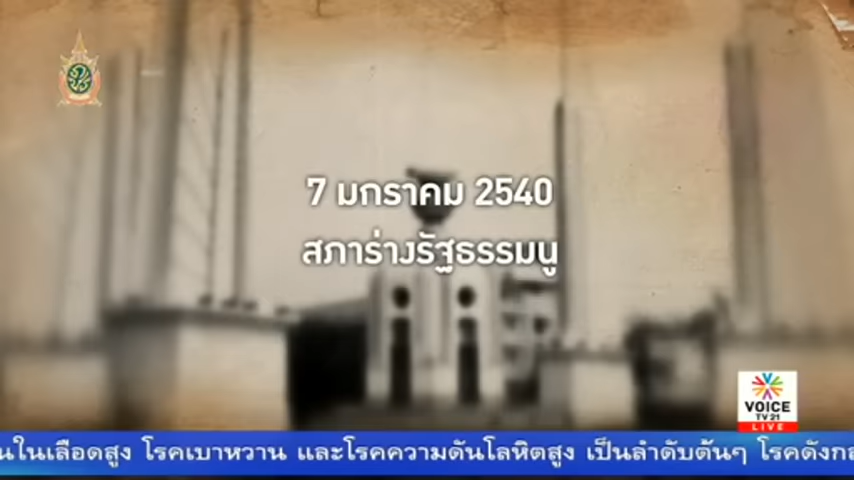 7 มกราคม 2540
สภาร่างรัฐธรรมนู
VOICE
TV 21
LIVE
นในเลือดสูง โรคเบาหวาน และโรคความดันโลหิตสูง เป็นลำดับต้นๆ โรคดังกล